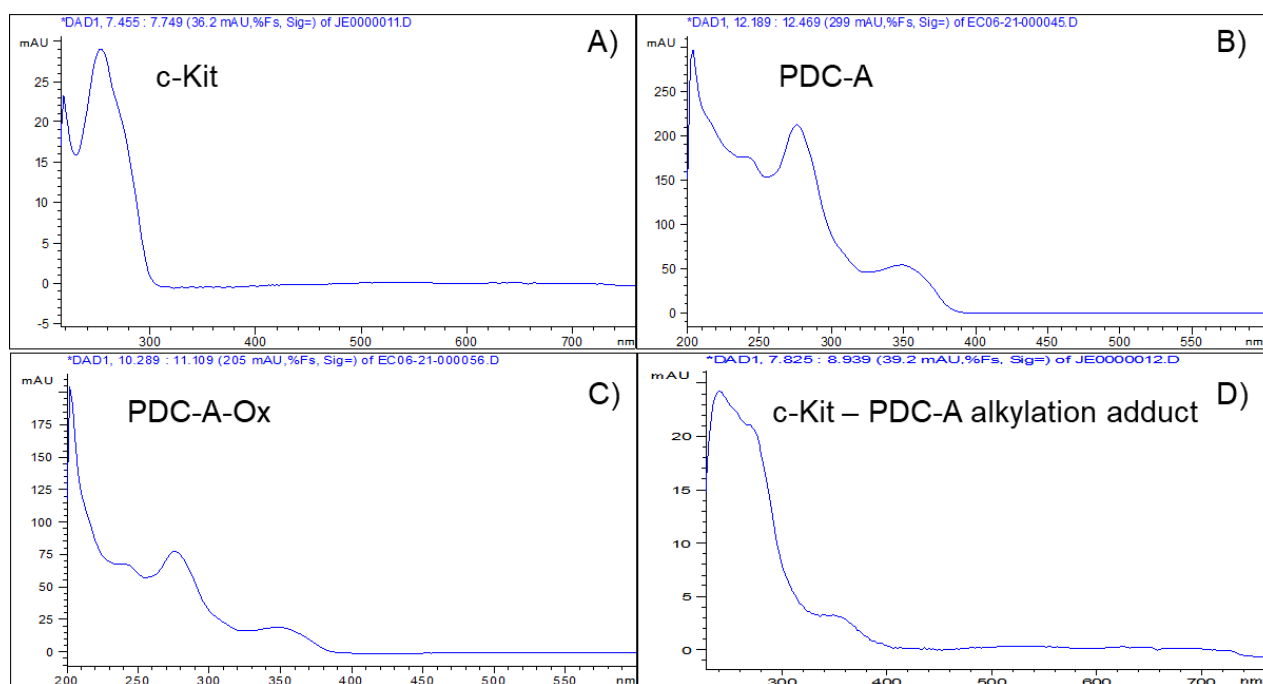 *DAD1, 7.455 : 7.749 (36.2 mAU,%Fs, Sig=) of JE0000011.D
mAU
A)
c-Kit
25
20
15
10
5
0
-5
300
400
500
600
700
nm
*DAD1, 12.189 : 12.469 (299 mAU,%Fs, Sig=) of EC06-21-000045.D
mAU
B)
PDC-A
250
200
150
100
50
0
200
250
300
350
400
450
500
550
nm
*DAD1, 10.289 : 11.109 (205 mAU,%Fs, Sig=) of EC06-21-000056.D
mAU
C)
PDC-A-Ox
175
150
125
100
75
50
25
0
200
250
300
350
400
450
500
550
nm
*DAD1, 7.825 : 8.939 (39.2 mAU,%Fs, Sig=) of JE0000012.D
mAU
D)
c-Kit – PDC-A alkylation adduct
20
15
10
5
0
300
400
500
600
700
nm